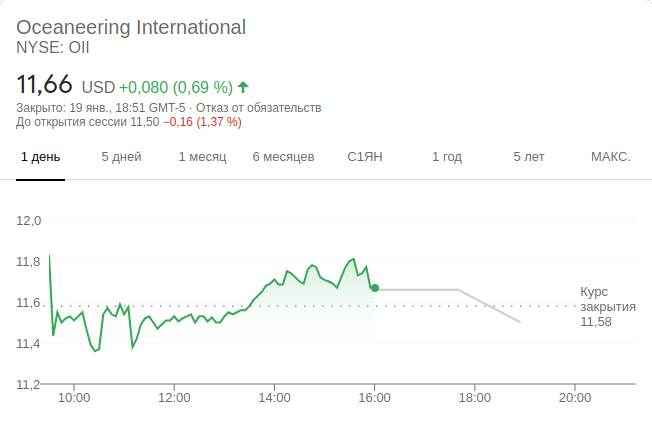 Oceaneering International
NYSE: OII
11,66 USD +0,080 (0,69 %)
Закрыто: 19 янв., 18:51 GMT-5 · Отказ от обязательств
До открытия сессии 11,50 −0,16 (1,37 %)
1 день 5 дней 1 месяц 6 месяцев С1ЯН 1 год 5 лет МАКС.
12,0
11,8
11,6
11,4
11,2
Курс
закрытия
11,58
10:00 12:00 14:00 16:00 18:00 20:00